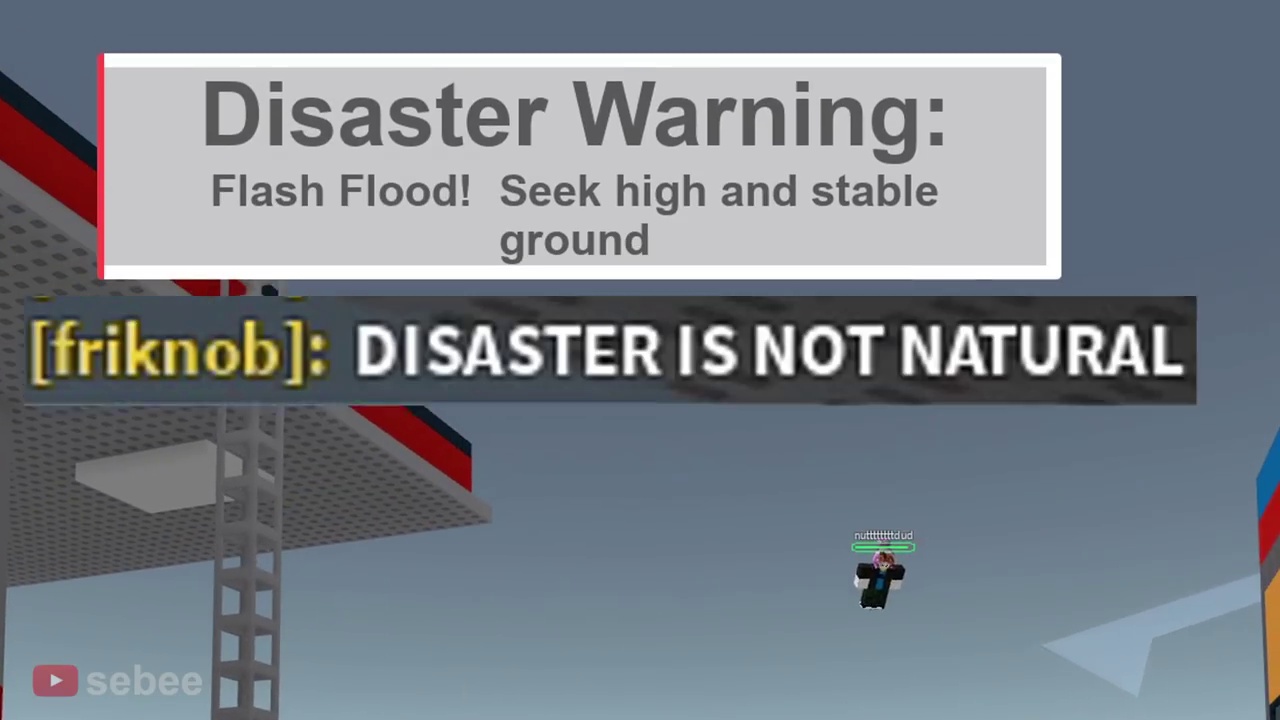 Disaster Warning:
Flash Flood! Seek high and stable
ground
[friknob]: DISASTER IS NOT NATURAL
nuttttttttdud
sebee